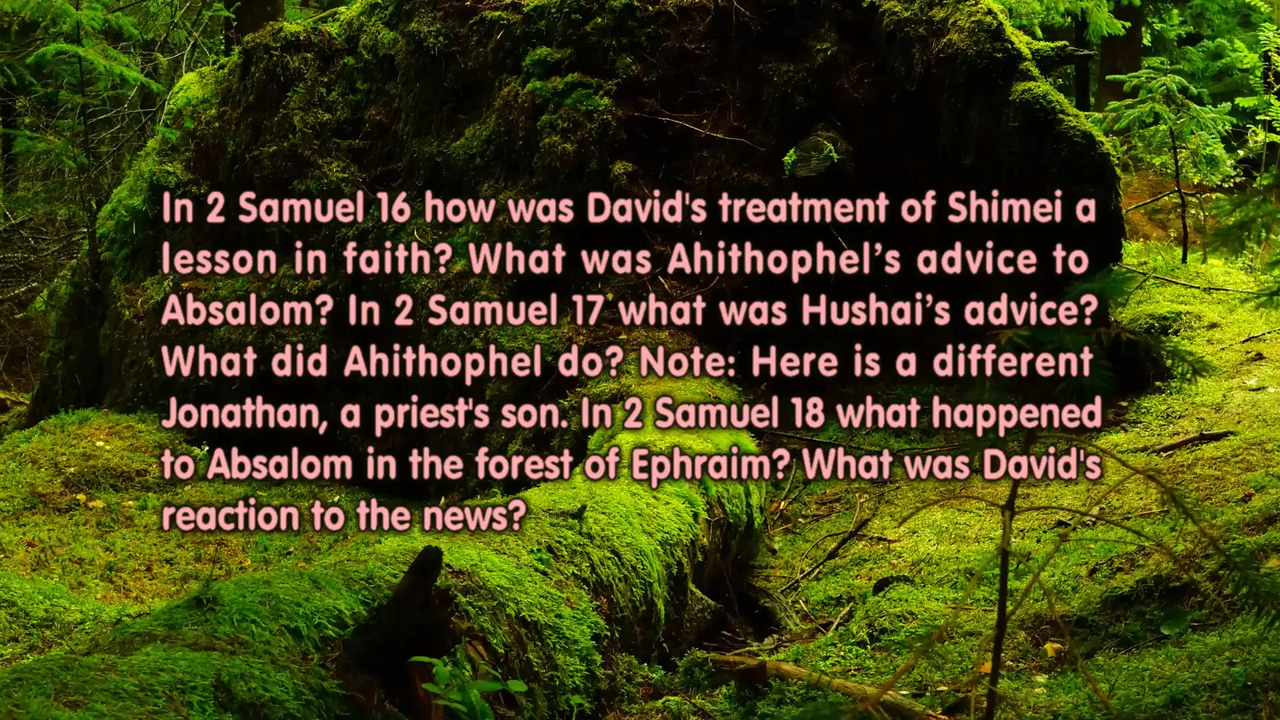 In 2 Samuel 16 how was David's treatment of Shimei a
lesson in faith? What was Ahithophel’s advice to
Absalom? In 2 Samuel 17 what was Hushai’s advice?
What did Ahithophel do? Note: Here is a different
Jonathan, a priest's son. In 2 Samuel 18 what happened
to Absalom in the forest of Ephraim? What was David's
reaction to the news?